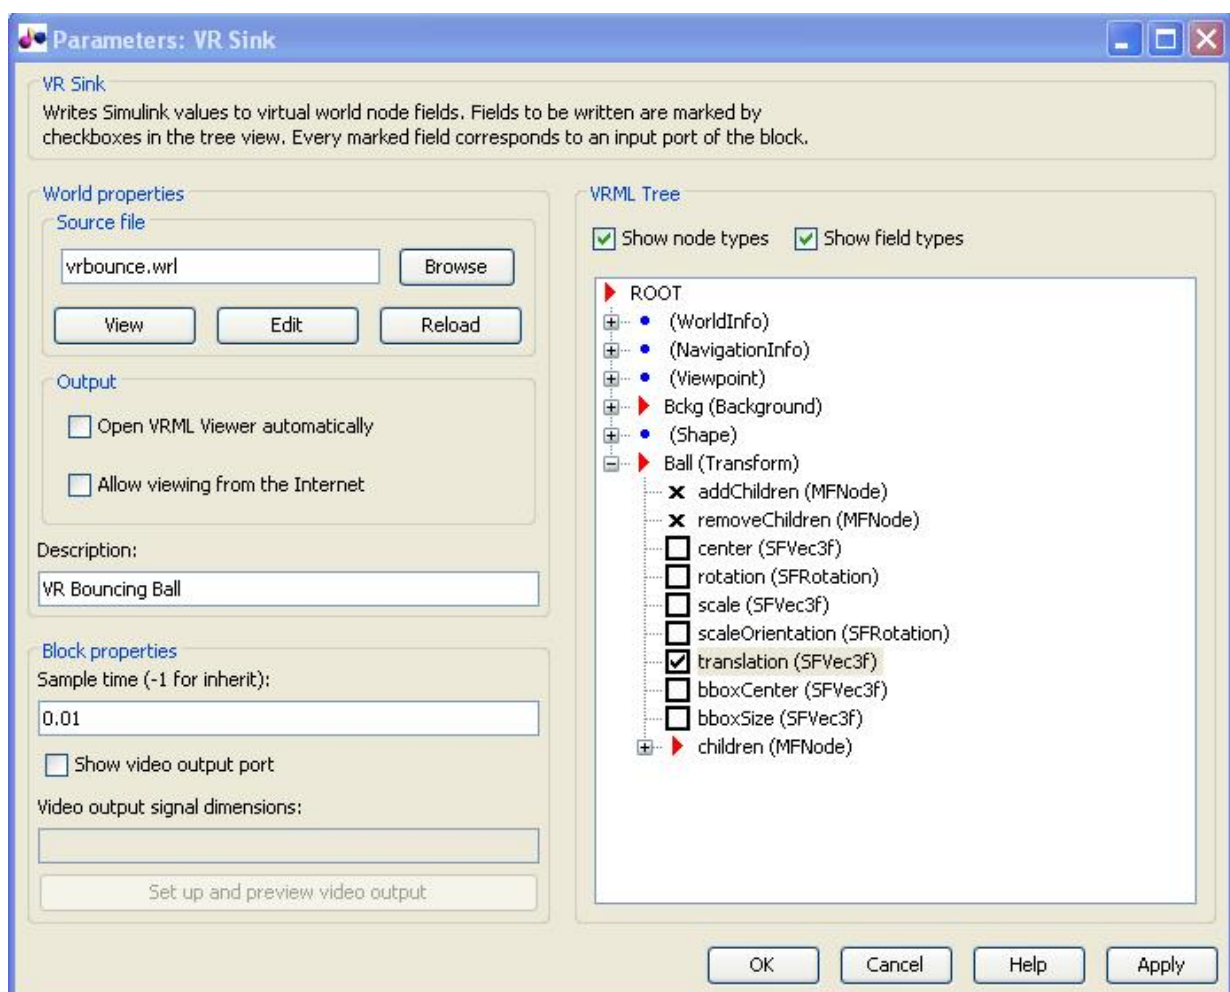 Parameters: VR Sink
VR Sink
Writes Simulink values to virtual world node fields. Fields to be written are marked by
checkboxes in the tree view. Every marked field corresponds to an input port of the block.
World properties
Source file
vrbounce.wrl
Browse
View
Edit
Reload
Output
Open VRML Viewer automatically
Allow viewing from the Internet
Description:
VR Bouncing Ball
Block properties
Sample time (-1 for inherit):
0.01
Show video output port
Video output signal dimensions:
Set up and preview video output
VRML Tree
Show node types
Show field types
ROOT
(WorldInfo)
(NavigationInfo)
(Viewpoint)
Bckg (Background)
(Shape)
Ball (Transform)
addChildren (MFNode)
removeChildren (MFNode)
center (SFVec3f)
rotation (SFRotation)
scale (SFVec3f)
scaleOrientation (SFRotation)
translation (SFVec3f)
bboxCenter (SFVec3f)
bboxSize (SFVec3f)
children (MFNode)
OK
Cancel
Help
Apply